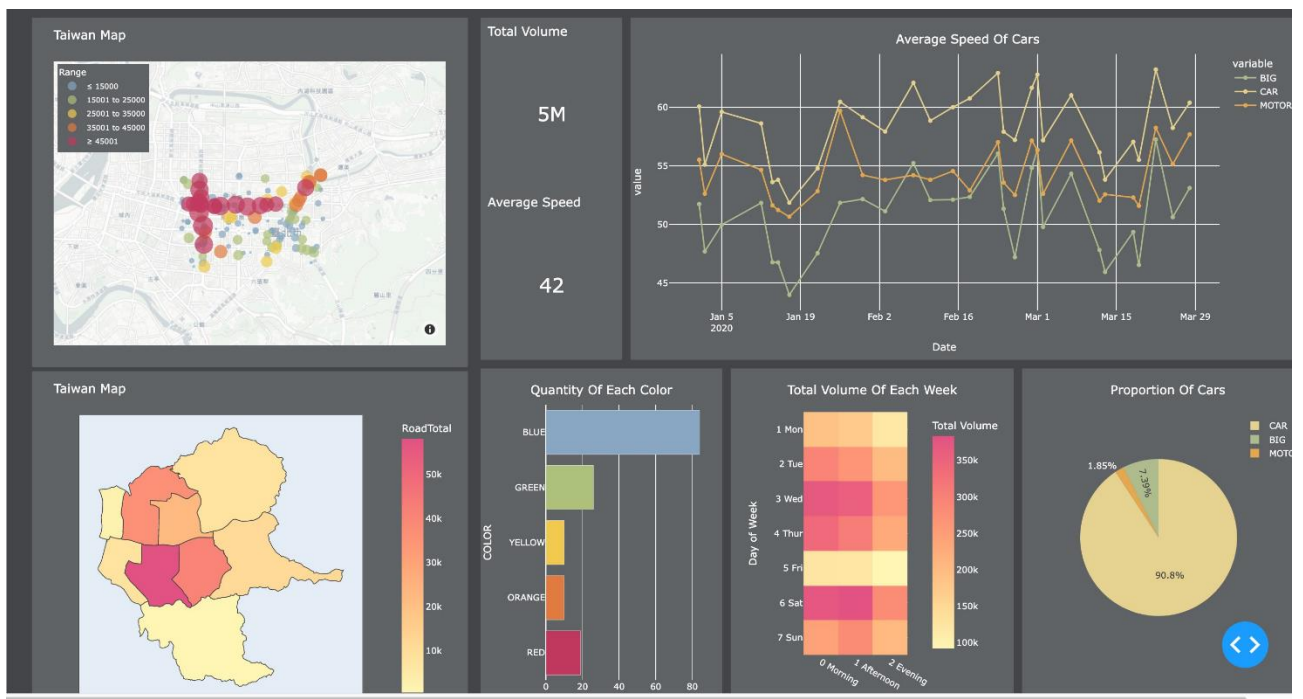 Taiwan Map
Range
≤ 15000
15001 to 25000
25001 to 35000
35001 to 45000
≥ 45001
Total Volume
5M
Average Speed
42
Average Speed Of Cars
value
60
55
50
45
Jan 5
2020
Jan 19
Feb 2
Feb 16
Mar 1
Mar 15
Mar 29
Date
variable
BIG
CAR
MOTOR
Taiwan Map
RoadTotal
50k
40k
30k
20k
10k
Quantity Of Each Color
COLOR
BLUE
GREEN
YELLOW
ORANGE
RED
0
20
40
60
80
Total Volume Of Each Week
Day of Week
1 Mon
2 Tue
3 Wed
4 Thur
5 Fri
6 Sat
7 Sun
0 Morning
1 Afternoon
2 Evening
Total Volume
350k
300k
250k
200k
150k
100k
Proportion Of Cars
CAR
BIG
MOTO
1.85%
7.39%
90.8%